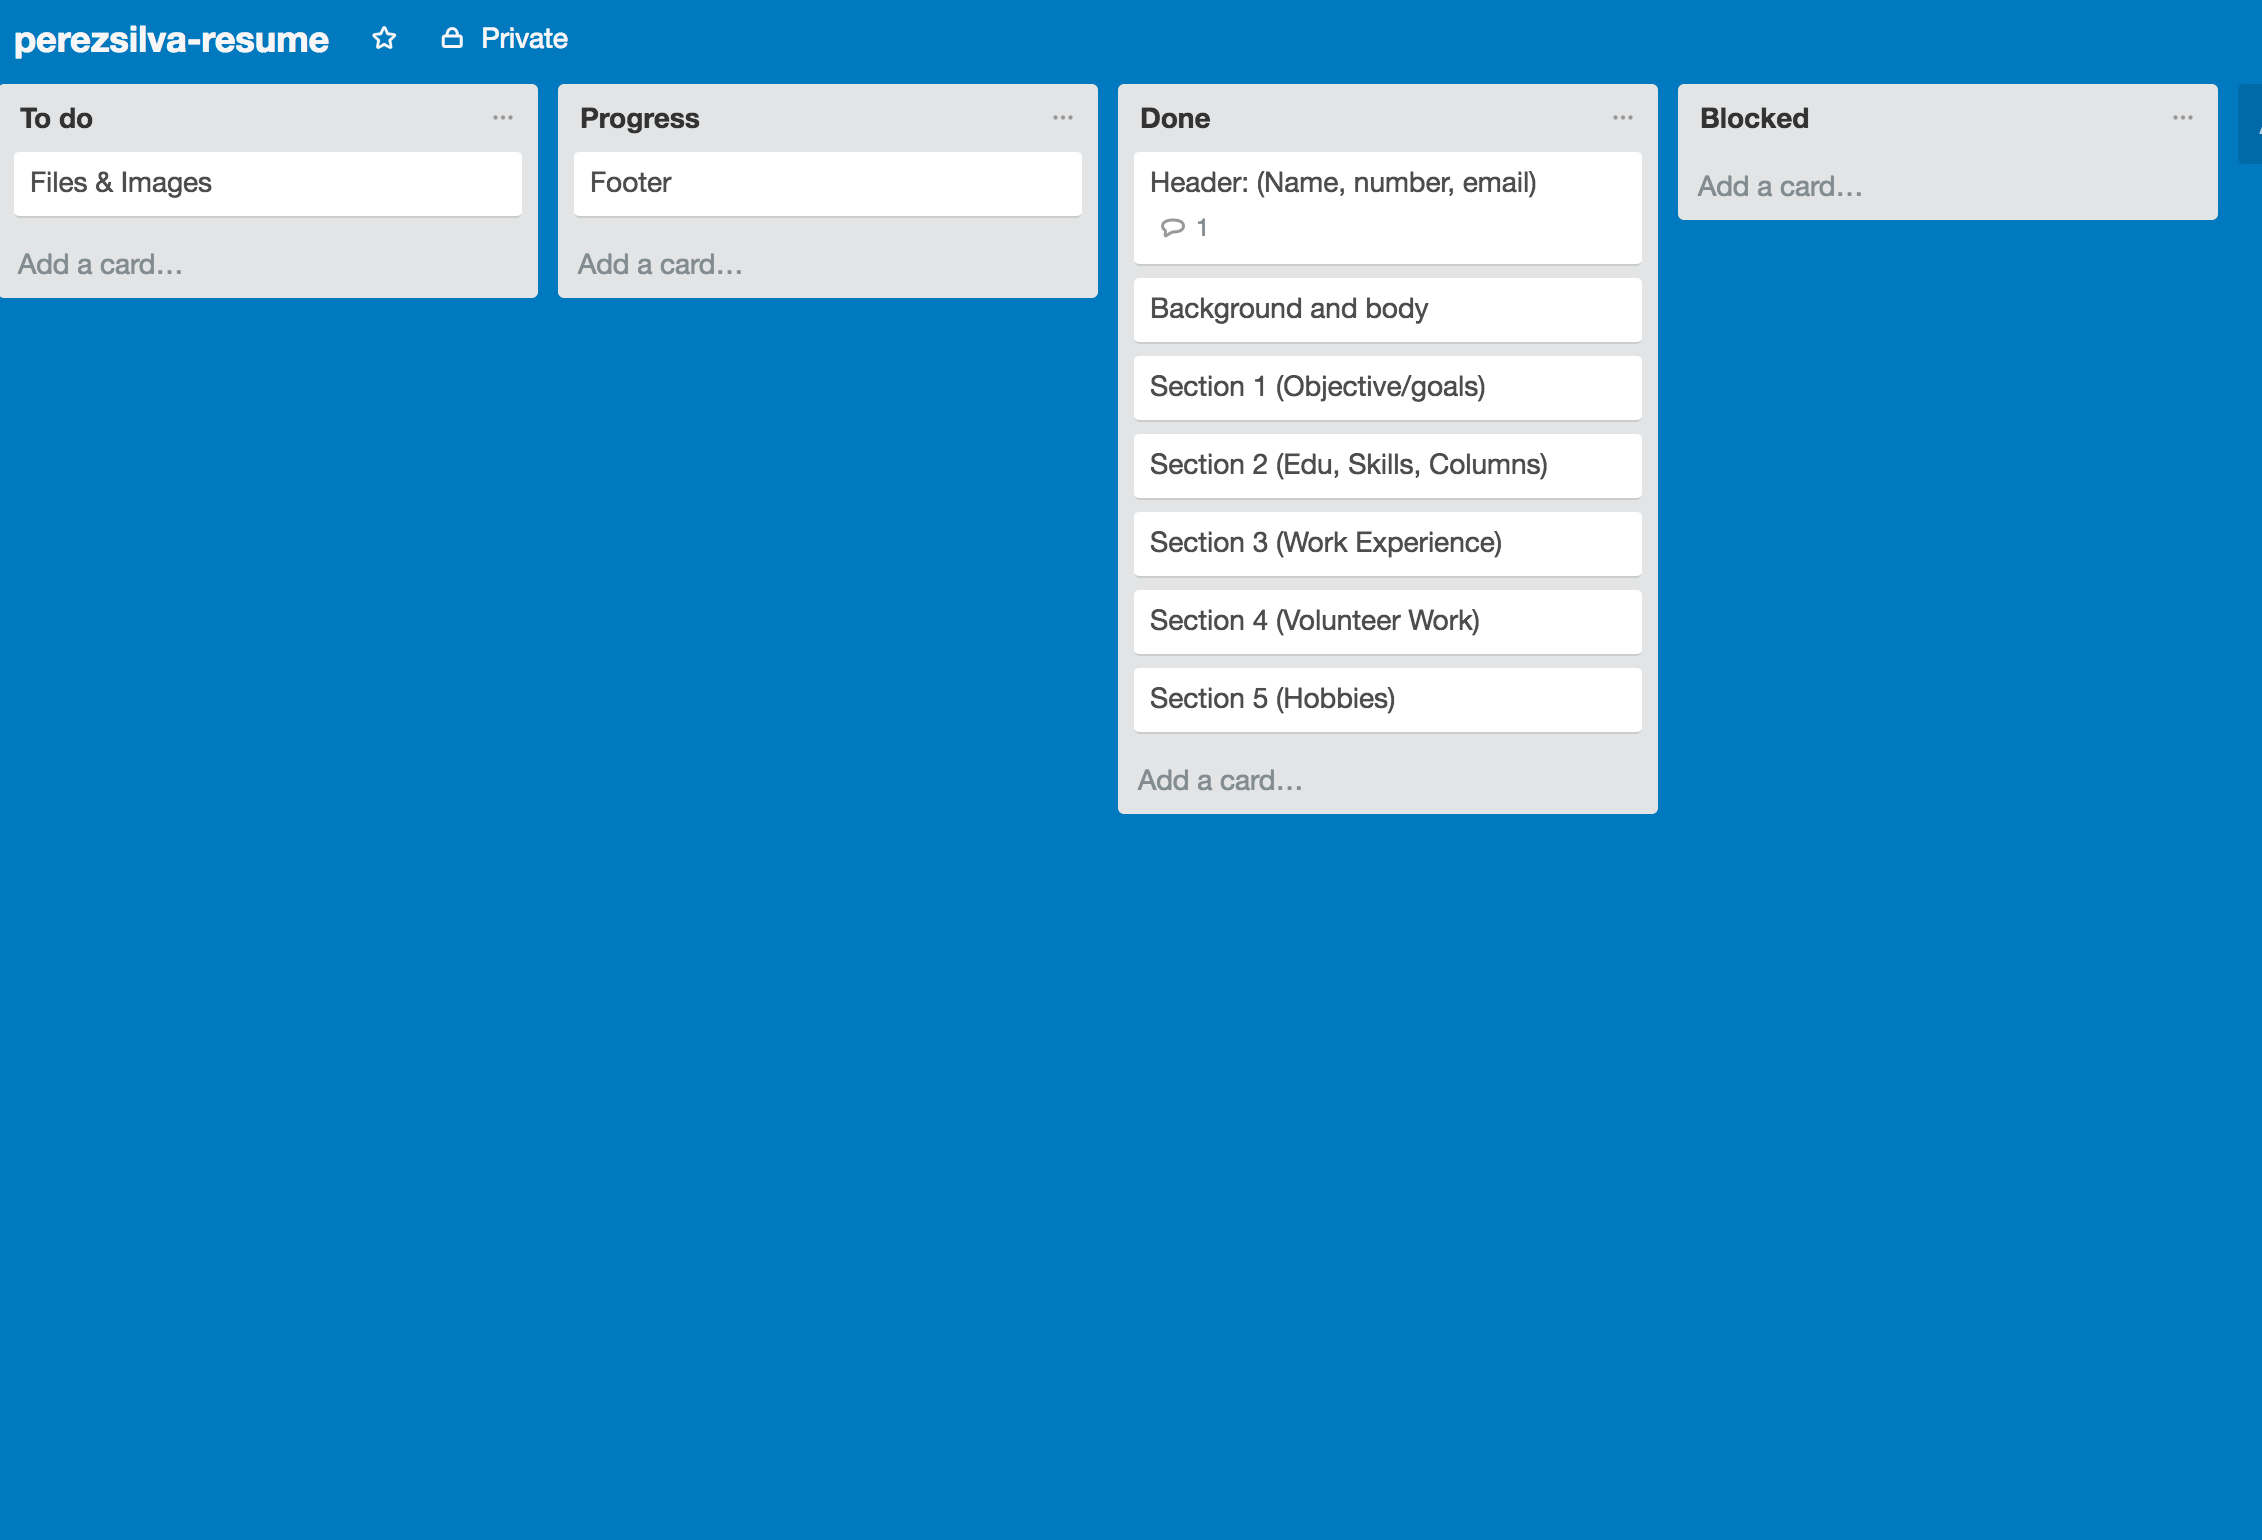 perezsilva-resume Private
To do
Files & Images
Add a card...
Progress
Footer
Add a card...
Done
Header: (Name, number, email)
1
Background and body
Section 1 (Objective/goals)
Section 2 (Edu, Skills, Columns)
Section 3 (Work Experience)
Section 4 (Volunteer Work)
Section 5 (Hobbies)
Add a card...
Blocked
Add a card...